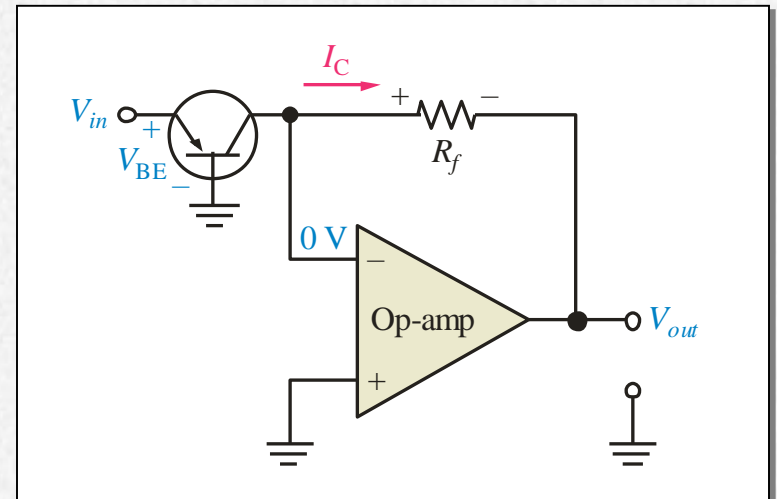 I_C
V_in
+
V_BE
−
+
−
R_f
0 V
−
Op-amp
+
V_out